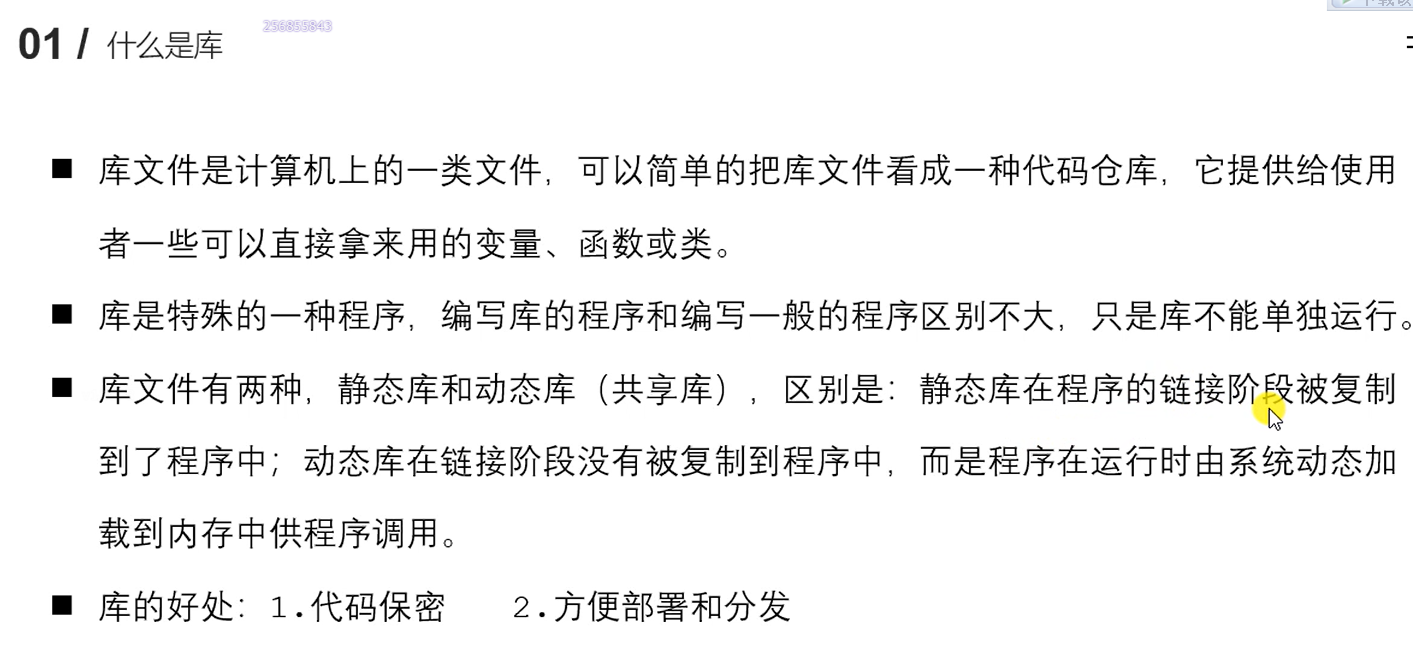 256855843
01 / 什么是库
■ 库文件是计算机上的一类文件，可以简单的把库文件看成一种代码仓库，它提供给使用
者一些可以直接拿来用的变量、函数或类。
■ 库是特殊的一种程序，编写库的程序和编写一般的程序区别不大，只是库不能单独运行。
■ 库文件有两种，静态库和动态库（共享库），区别是：静态库在程序的链接阶段被复制
到了程序中；动态库在链接阶段没有被复制到程序中，而是程序在运行时由系统动态加
载到内存中供程序调用。
■ 库的好处：1.代码保密 2.方便部署和分发